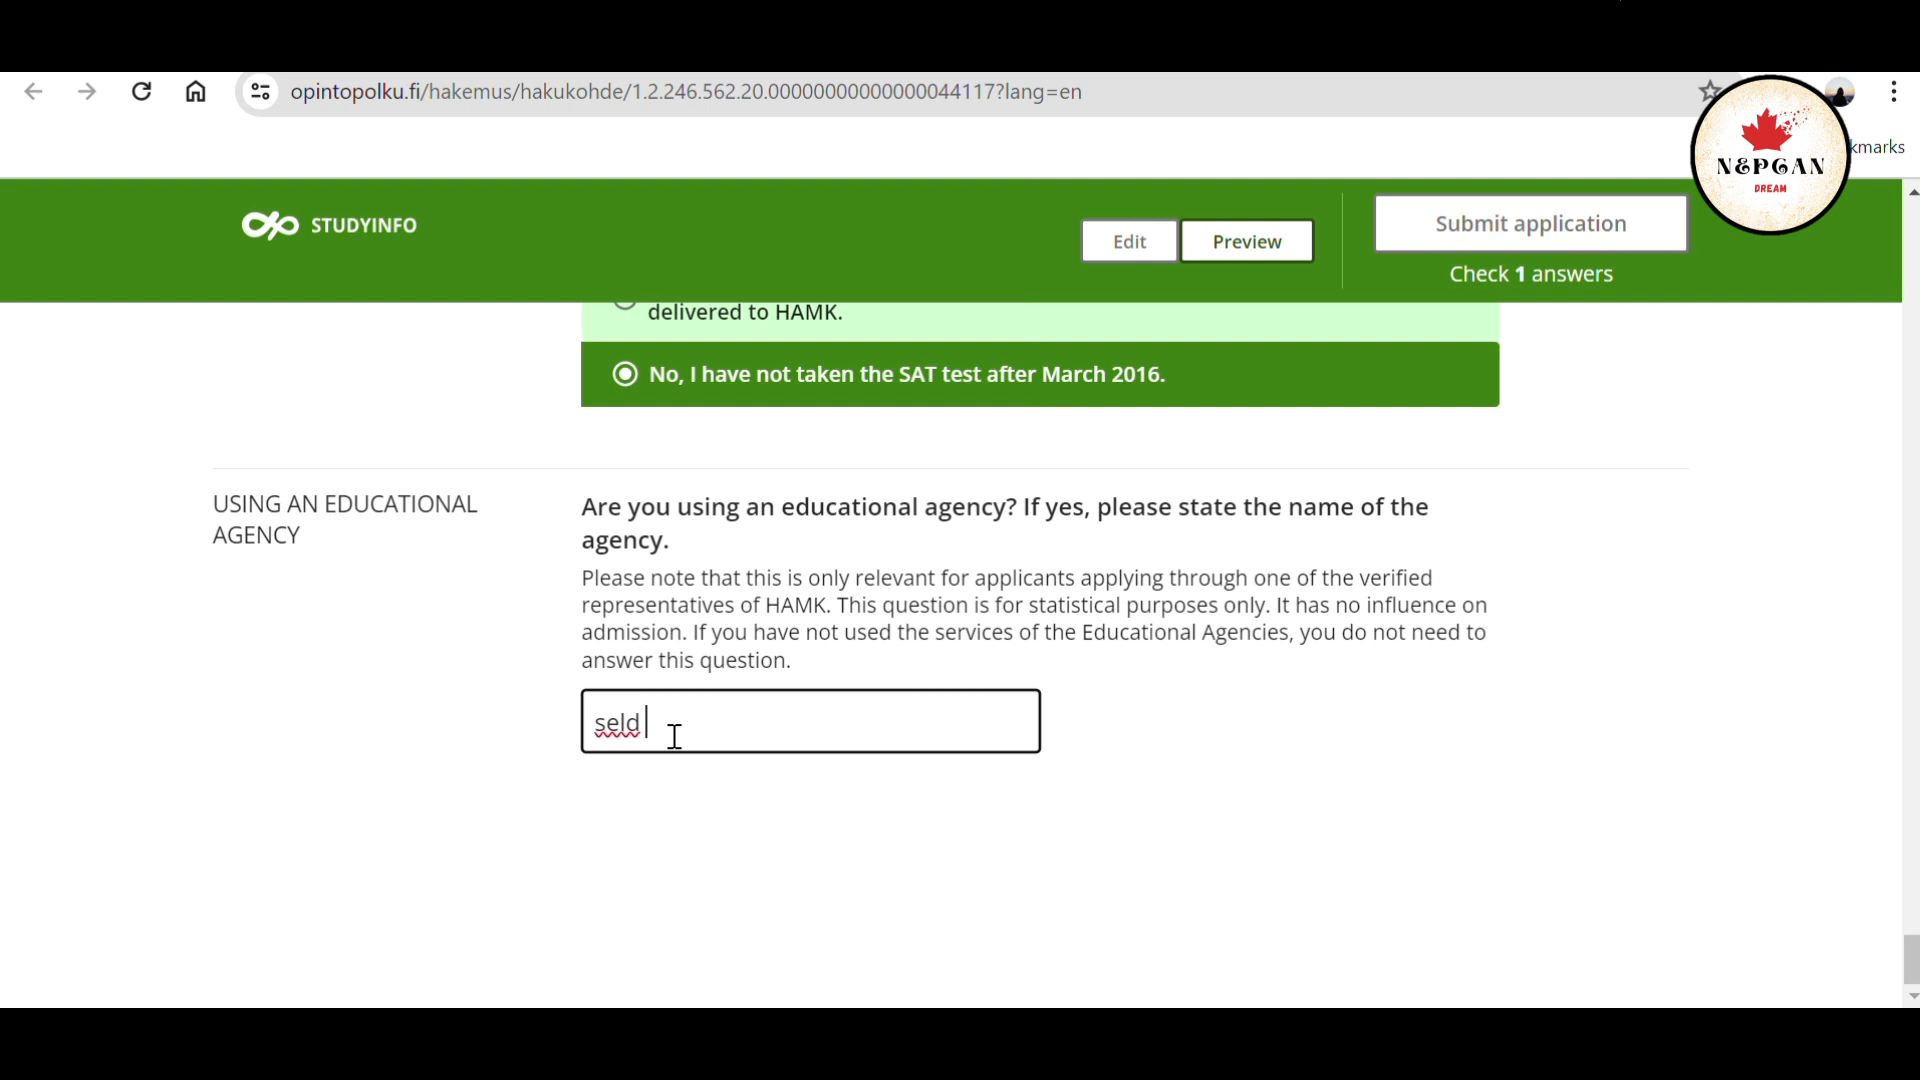 opintopolku.fi/hakemus/hakukohde/1.2.246.562.20.00000000000000044117?lang=en
kmarks
N&PGAN
DREAM
STUDYINFO
Edit
Preview
Submit application
Check 1 answers
delivered to HAMK.
No, I have not taken the SAT test after March 2016.
USING AN EDUCATIONAL
AGENCY
Are you using an educational agency? If yes, please state the name of the
agency.
Please note that this is only relevant for applicants applying through one of the verified
representatives of HAMK. This question is for statistical purposes only. It has no influence on
admission. If you have not used the services of the Educational Agencies, you do not need to
answer this question.
seld